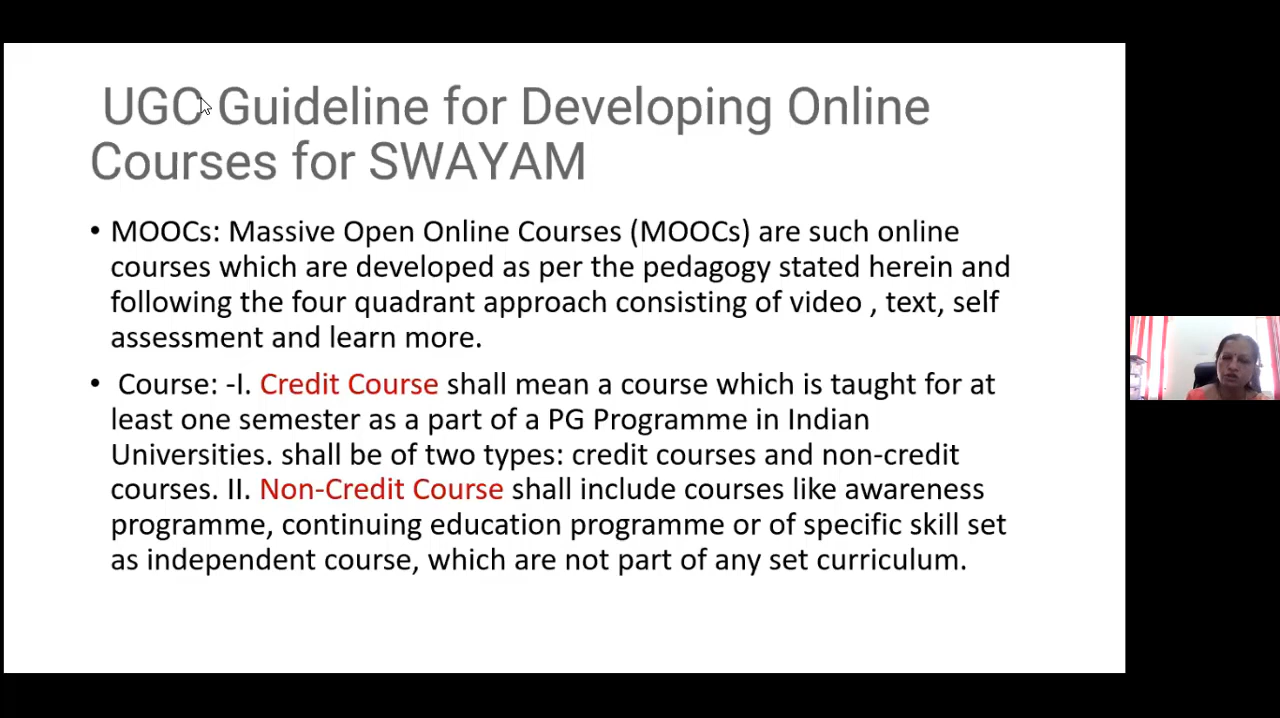 UGC Guideline for Developing Online
Courses for SWAYAM
• MOOCs: Massive Open Online Courses (MOOCs) are such online
courses which are developed as per the pedagogy stated herein and
following the four quadrant approach consisting of video , text, self
assessment and learn more.
• Course: -I. Credit Course shall mean a course which is taught for at
least one semester as a part of a PG Programme in Indian
Universities. shall be of two types: credit courses and non-credit
courses. II. Non-Credit Course shall include courses like awareness
programme, continuing education programme or of specific skill set
as independent course, which are not part of any set curriculum.